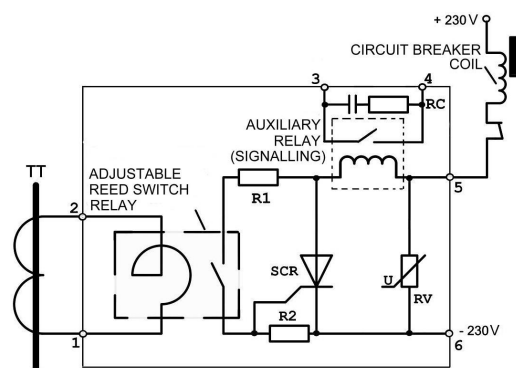 + 230V
CIRCUIT BREAKER
COIL
3
4
RC
AUXILIARY
RELAY
(SIGNALLING)
TT
ADJUSTABLE
REED SWITCH
RELAY
R1
5
2
SCR
U
RV
R2
1
- 230V
6